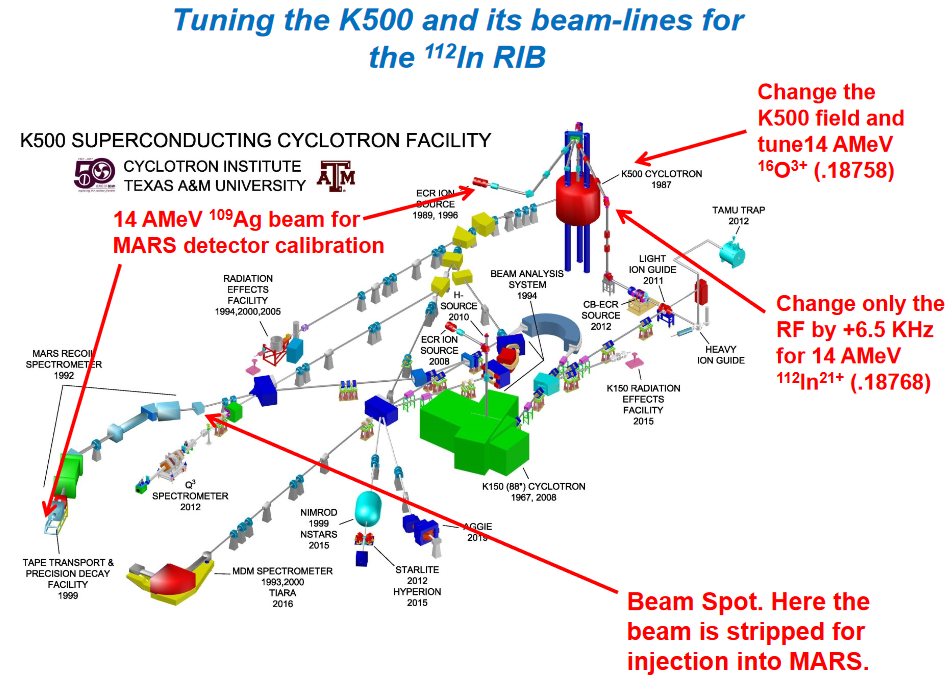 Tuning the K500 and its beam-lines for
the ¹¹²In RIB
Change the
K500 field and
tune14 AMeV
¹⁶O³⁺ (.18758)
K500 SUPERCONDUCTING CYCLOTRON FACILITY
50
CYCLOTRON INSTITUTE
TEXAS A&M UNIVERSITY
ATM
K500 CYCLOTRON
1987
ECR ION
SOURCE
1989, 1996
14 AMeV ¹⁰⁹Ag beam for
MARS detector calibration
TAMU TRAP
2012
LIGHT
ION GUIDE
2011
BEAM ANALYSIS
SYSTEM
1994
RADIATION
EFFECTS
FACILITY
1994,2000,2005
H-
SOURCE
2010
CB-ECR
SOURCE
2012
Change only the
RF by +6.5 KHz
for 14 AMeV
¹¹²In²¹⁺ (.18768)
ECR ION
SOURCE
2008
HEAVY
ION GUIDE
MARS RECOIL
SPECTROMETER
1992
K150 RADIATION
EFFECTS
FACILITY
2015
K150 (88") CYCLOTRON
1967, 2008
Q³
SPECTROMETER
2012
NIMROD
1999
NSTARS
2015
AGGIE
2019
TAPE TRANSPORT &
PRECISION DECAY
FACILITY
1999
MDM SPECTROMETER
1993,2000
TIARA
2016
STARLITE
2012
HYPERION
2015
Beam Spot. Here the
beam is stripped for
injection into MARS.